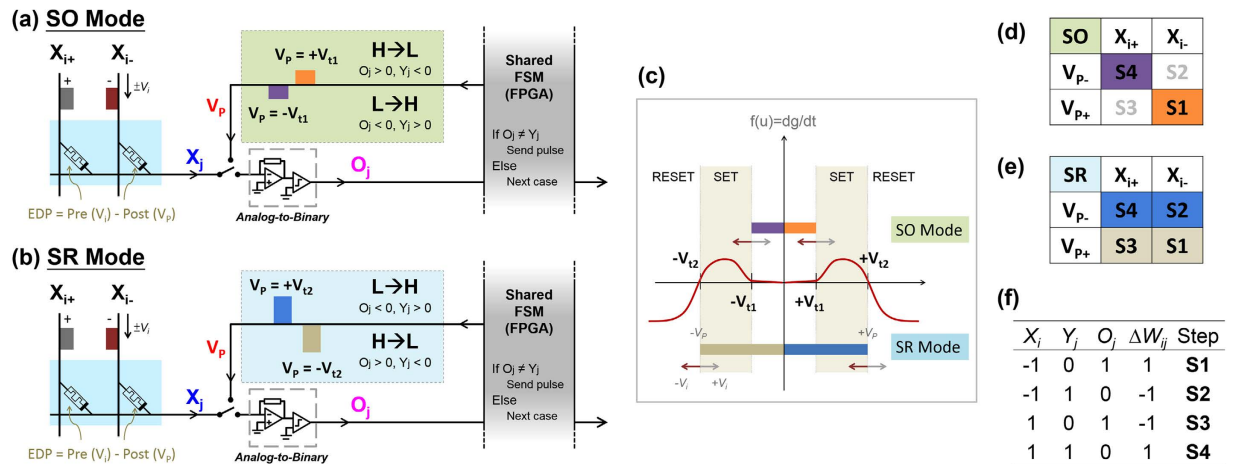 (a) SO Mode
Xi+ Xi-
+ - ±Vi
VP = +Vt1
H→L
Oj > 0, Yj < 0
L→H
Oj < 0, Yj > 0
VP = -Vt1
VP
Xj
Oj
Analog-to-Binary
EDP = Pre (Vi) - Post (VP)
Shared
FSM
(FPGA)
If Oj ≠ Yj
Send pulse
Else
Next case
(b) SR Mode
Xi+ Xi-
+ - ±Vi
VP = +Vt2
L→H
Oj < 0, Yj > 0
H→L
Oj > 0, Yj < 0
VP = -Vt2
VP
Xj
Oj
Analog-to-Binary
EDP = Pre (Vi) - Post (VP)
Shared
FSM
(FPGA)
If Oj ≠ Yj
Send pulse
Else
Next case
(c)
f(u)=dg/dt
RESET SET SET RESET
SO Mode
-Vt2 +Vt2
-Vt1 +Vt1
-VP +VP
SR Mode
-Vi +Vi
(d)
SO Xi+ Xi-
VP- S4 S2
VP+ S3 S1
(e)
SR Xi+ Xi-
VP- S4 S2
VP+ S3 S1
(f)
Xi Yj Oj ΔWij Step
-1 0 1 1 S1
-1 1 0 -1 S2
1 0 1 -1 S3
1 1 0 1 S4